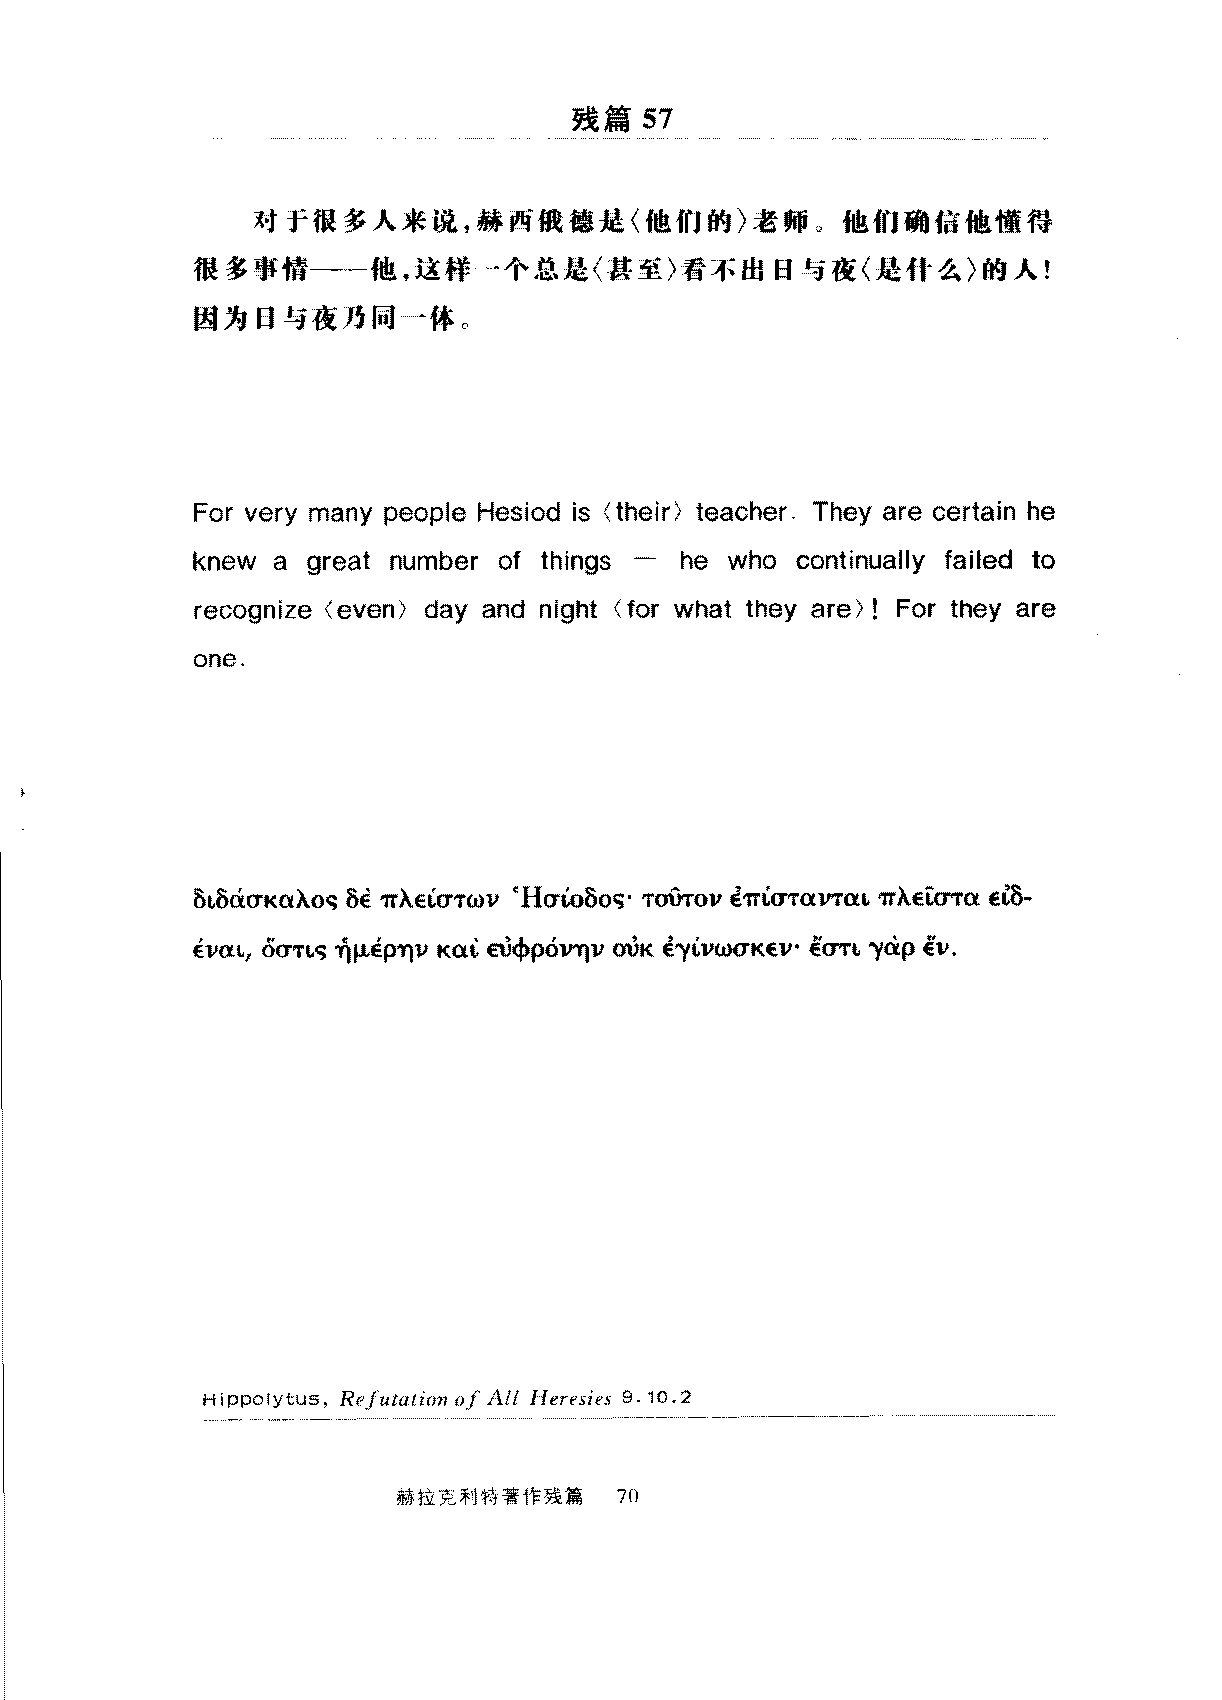 残篇 57
对于很多人来说,赫西俄德是〈他们的〉老师。他们确信他懂得
很多事情——他,这样一个总是〈甚至〉看不出日与夜〈是什么〉的人!
因为日与夜乃同一体。
For very many people Hesiod is 〈their〉 teacher. They are certain he
knew a great number of things — he who continually failed to
recognize 〈even〉 day and night 〈for what they are〉! For they are
one.
διδάσκαλος δὲ πλείστων Ἡσίοδος· τοῦτον ἐπίστανται πλεῖστα εἰδ-
έναι, ὅστις ἡμέρην καὶ εὐφρόνην οὐκ ἐγίνωσκεν· ἔστι γὰρ ἕν.
Hippolytus, Refutation of All Heresies 9.10.2
赫拉克利特著作残篇 70